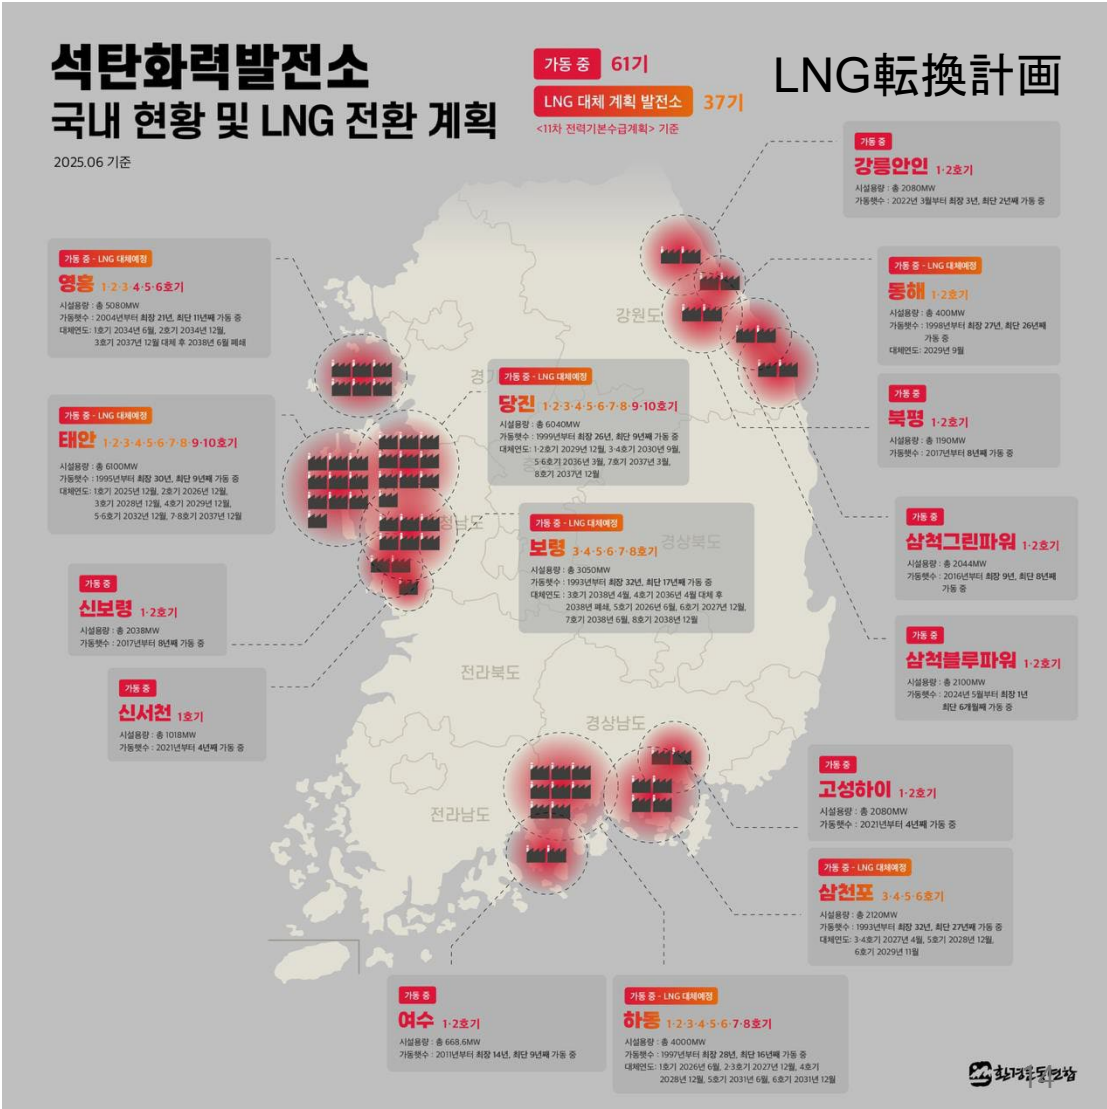 석탄화력발전소
국내 현황 및 LNG 전환 계획
2025.06 기준
가동 중 61기
LNG 대체 계획 발전소 37기
<11차 전력기본수급계획> 기준
LNG転換計画
가동 중
강릉안인 1·2호기
시설용량 : 총 2080MW
가동햇수 : 2022년 3월부터 최장 3년, 최단 2년째 가동 중
가동 중 - LNG 대체예정
영흥 1·2·3·4·5·6호기
시설용량 : 총 5080MW
가동햇수 : 2004년부터 최장 21년, 최단 11년째 가동 중
대체연도 : 1호기 2034년 6월, 2호기 2034년 12월,
3호기 2037년 12월 대체 후 2038년 6월 폐쇄
가동 중 - LNG 대체예정
동해 1·2호기
시설용량 : 총 400MW
가동햇수 : 1998년부터 최장 27년, 최단 26년째
가동 중
대체연도: 2029년 9월
강원도
경기
가동 중 - LNG 대체예정
당진 1·2·3·4·5·6·7·8·9·10호기
시설용량 : 총 6040MW
가동햇수 : 1999년부터 최장 26년, 최단 9년째 가동 중
대체연도: 1·2호기 2029년 12월, 3·4호기 2030년 9월,
5·6호기 2036년 3월, 7호기 2037년 3월,
8호기 2037년 12월
가동 중
북평 1·2호기
시설용량 : 총 1190MW
가동햇수 : 2017년부터 8년째 가동 중
가동 중 - LNG 대체예정
태안 1·2·3·4·5·6·7·8·9·10호기
시설용량 : 총 6100MW
가동햇수 : 1995년부터 최장 30년, 최단 9년째 가동 중
대체연도: 1호기 2025년 12월, 2호기 2026년 12월,
3호기 2028년 12월, 4호기 2029년 12월,
5·6호기 2032년 12월, 7·8호기 2037년 12월
청남도
경상북도
가동 중 - LNG 대체예정
보령 3·4·5·6·7·8호기
시설용량 : 총 3050MW
가동햇수 : 1993년부터 최장 32년, 최단 17년째 가동 중
대체연도 : 3호기 2038년 4월, 4호기 2036년 4월 대체 후
2038년 폐쇄, 5호기 2026년 6월, 6호기 2027년 12월,
7호기 2038년 6월, 8호기 2038년 12월
가동 중
삼척그린파워 1·2호기
시설용량 : 총 2044MW
가동햇수 : 2016년부터 최장 9년, 최단 8년째
가동 중
가동 중
신보령 1·2호기
시설용량 : 총 2038MW
가동햇수 : 2017년부터 8년째 가동 중
가동 중
삼척블루파워 1·2호기
시설용량 : 총 2100MW
가동햇수 : 2024년 5월부터 최장 1년
최단 6개월째 가동 중
가동 중
신서천 1호기
시설용량 : 총 1018MW
가동햇수 : 2021년부터 4년째 가동 중
전라북도
경상남도
전라남도
가동 중
고성하이 1·2호기
시설용량 : 총 2080MW
가동햇수 : 2021년부터 4년째 가동 중
가동 중 - LNG 대체예정
삼천포 3·4·5·6호기
시설용량 : 총 2120MW
가동햇수 : 1993년부터 최장 32년, 최단 27년째 가동 중
대체연도: 3·4호기 2027년 4월, 5호기 2028년 12월,
6호기 2029년 11월
가동 중
여수 1·2호기
시설용량 : 총 668.6MW
가동햇수 : 2011년부터 최장 14년, 최단 9년째 가동 중
가동 중 - LNG 대체예정
하동 1·2·3·4·5·6·7·8호기
시설용량 : 총 4000MW
가동햇수 : 1997년부터 최장 28년, 최단 16년째 가동 중
대체연도: 1호기 2026년 6월, 2·3호기 2027년 12월, 4호기
2028년 12월, 5호기 2031년 6월, 6호기 2031년 12월
환경운동연합
14